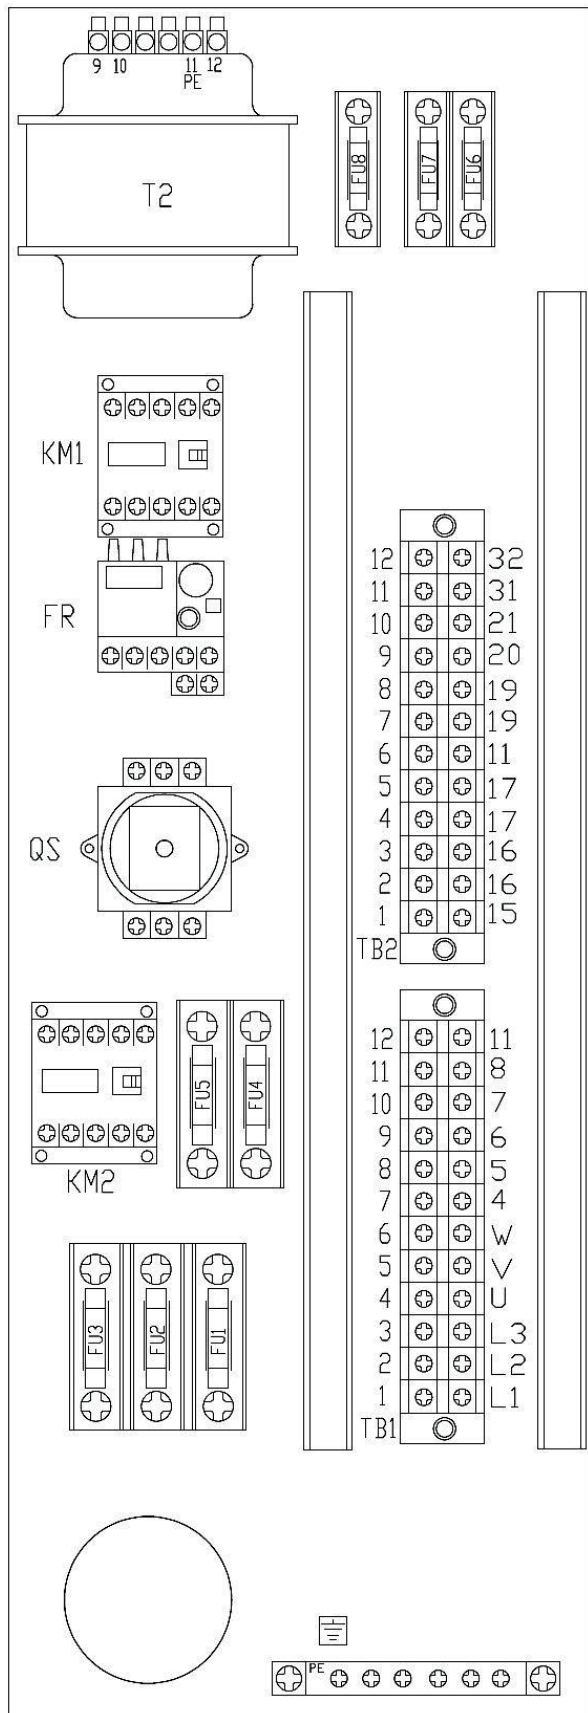 9 10 11 12
PE
T2
FU8 FU7 FU6
KM1
FR
QS
12 32
11 31
10 21
9 20
8 19
7 19
6 11
5 17
4 17
3 16
2 16
1 15
TB2
12 11
11 8
10 7
9 6
8 5
7 4
6 W
5 V
4 U
3 L3
2 L2
1 L1
TB1
FU5 FU4
KM2
FU3 FU2 FU1
PE